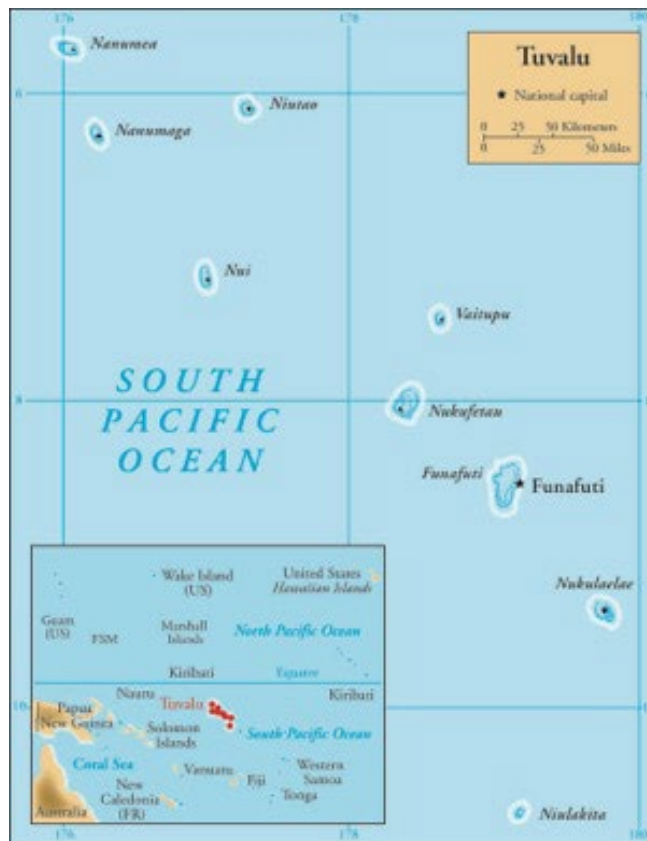 176
178
180
Nanumea
Tuvalu
National capital
0 25 50 Kilometers
0 25 50 Miles
6
Niutao
Nanumaga
Nui
Vaitupu
SOUTH
PACIFIC
OCEAN
8
Nukufetau
Funafuti
Funafuti
Nukulaelae
Wake Island
(US)
United States
Hawaiian Islands
Guam
(US)
FSM
Marshall
Islands
North Pacific Ocean
Kiribati
Equator
Nauru
Tuvalu
Kiribati
Papua
New Guinea
Solomon
Islands
South Pacific Ocean
Coral Sea
Vanuatu
Fiji
Western
Samoa
New
Caledonia
(FR)
Tonga
Australia
10
Niulakita
176
178
180